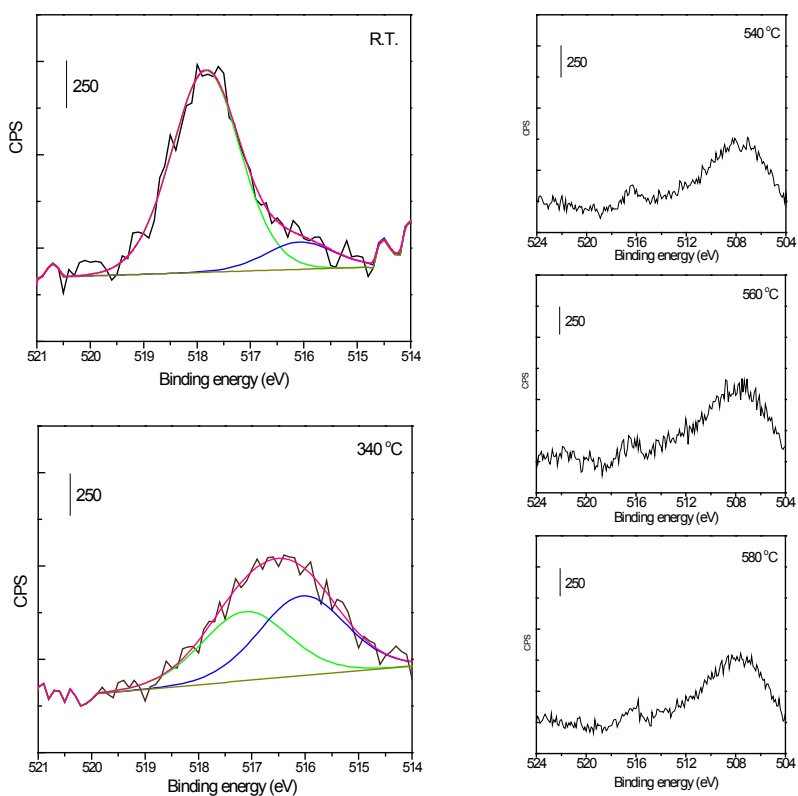 R.T.
250
CPS
521 520 519 518 517 516 515 514
Binding energy (eV)
340 °C
250
CPS
521 520 519 518 517 516 515 514
Binding energy (eV)
540 °C
250
CPS
524 520 516 512 508 504
Binding energy (eV)
560 °C
250
CPS
524 520 516 512 508 504
Binding energy (eV)
580 °C
250
CPS
524 520 516 512 508 504
Binding energy (eV)